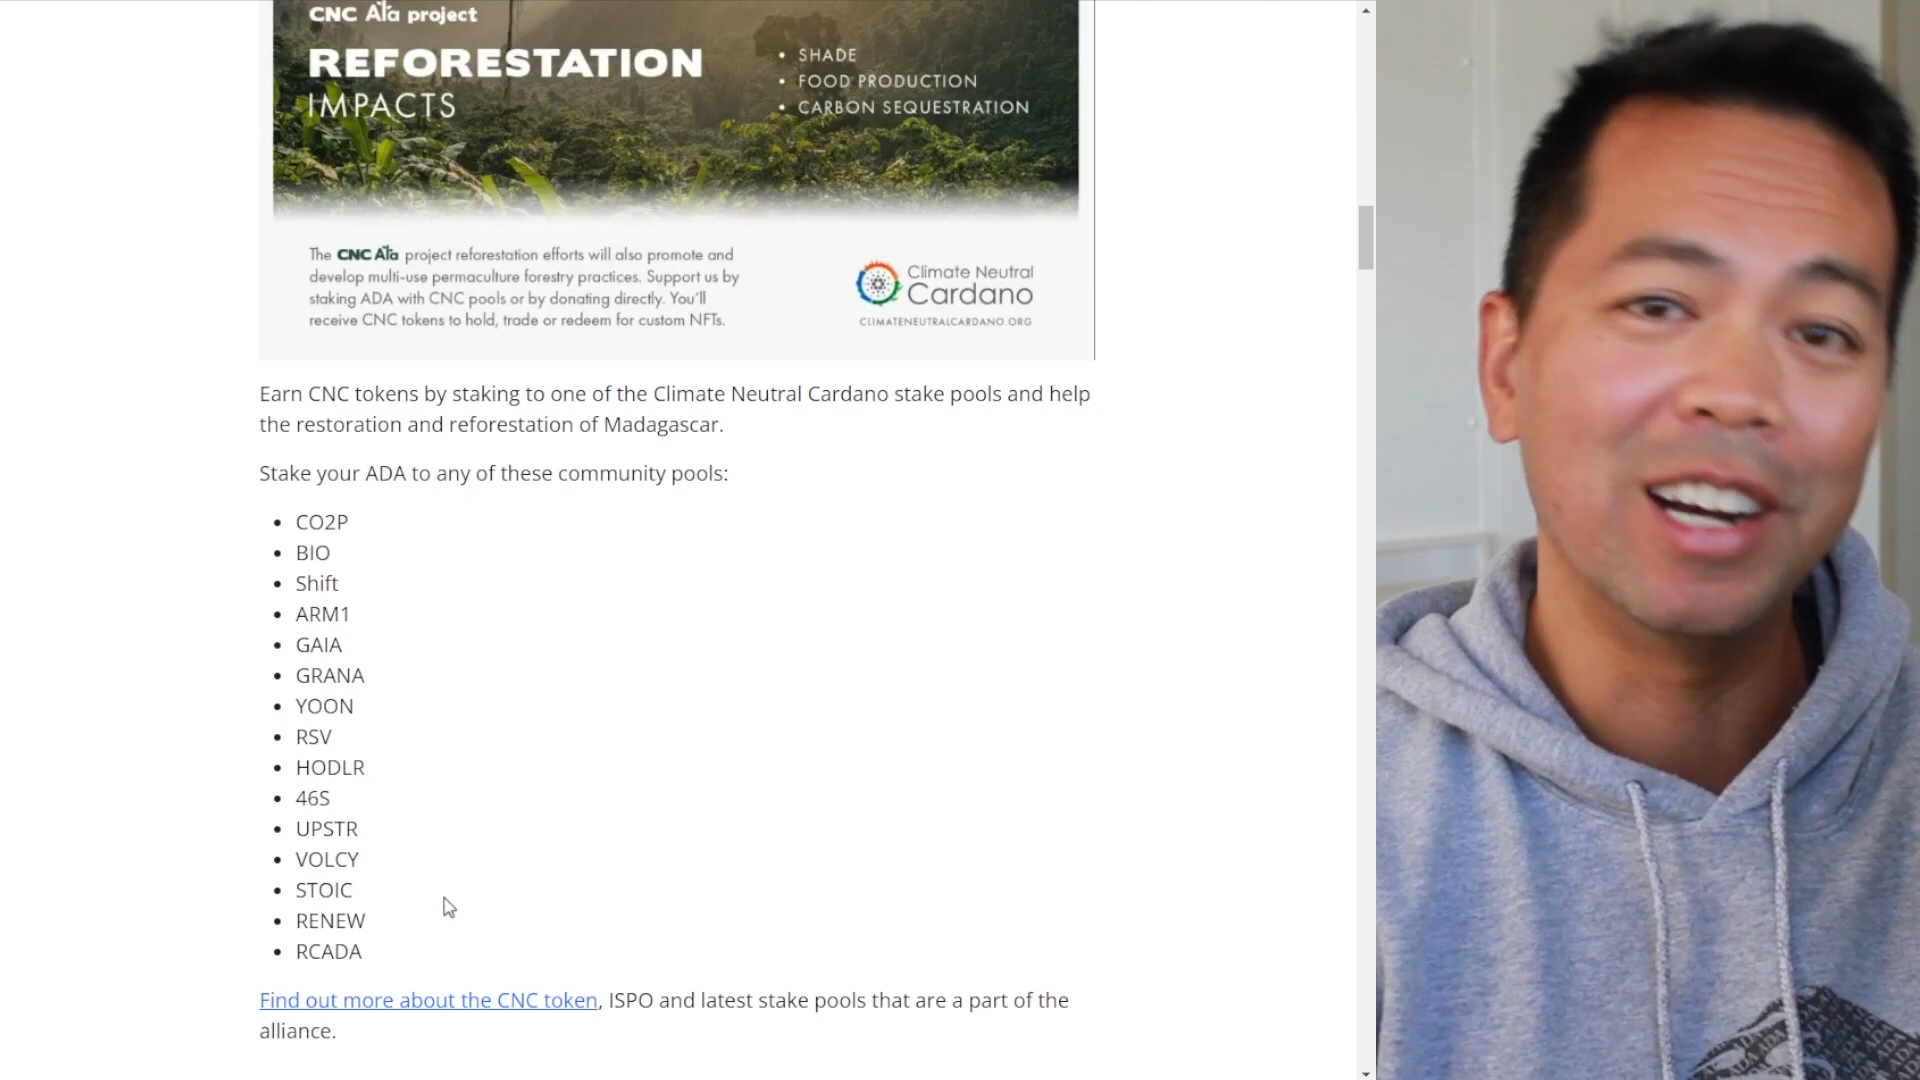 CNC Ala project
REFORESTATION
IMPACTS
• SHADE
• FOOD PRODUCTION
• CARBON SEQUESTRATION
The CNC Ala project reforestation efforts will also promote and
develop multi-use permaculture forestry practices. Support us by
staking ADA with CNC pools or by donating directly. You'll
receive CNC tokens to hold, trade or redeem for custom NFTs.
Climate Neutral
Cardano
CLIMATENEUTRALCARDANO.ORG
Earn CNC tokens by staking to one of the Climate Neutral Cardano stake pools and help
the restoration and reforestation of Madagascar.
Stake your ADA to any of these community pools:
• CO2P
• BIO
• Shift
• ARM1
• GAIA
• GRANA
• YOON
• RSV
• HODLR
• 46S
• UPSTR
• VOLCY
• STOIC
• RENEW
• RCADA
Find out more about the CNC token, ISPO and latest stake pools that are a part of the
alliance.